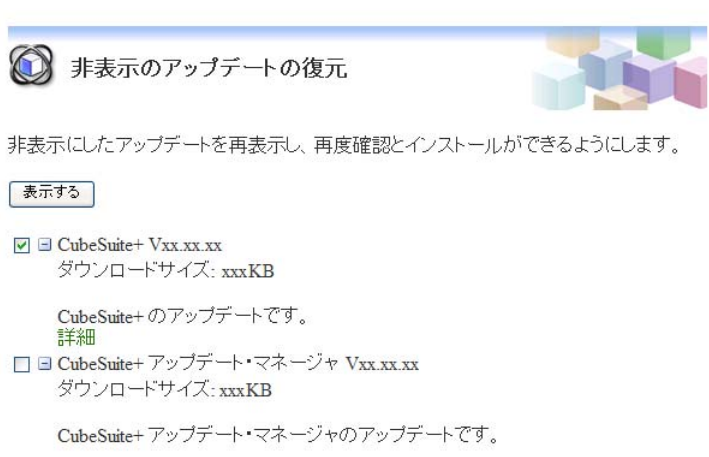 非表示のアップデートの復元
非表示にしたアップデートを再表示し、再度確認とインストールができるようにします。
表示する
CubeSuite+ Vxx.xx.xx
ダウンロードサイズ: xxxKB
CubeSuite+ のアップデートです。
詳細
CubeSuite+ アップデート・マネージャ Vxx.xx.xx
ダウンロードサイズ: xxxKB
CubeSuite+ アップデート・マネージャのアップデートです。